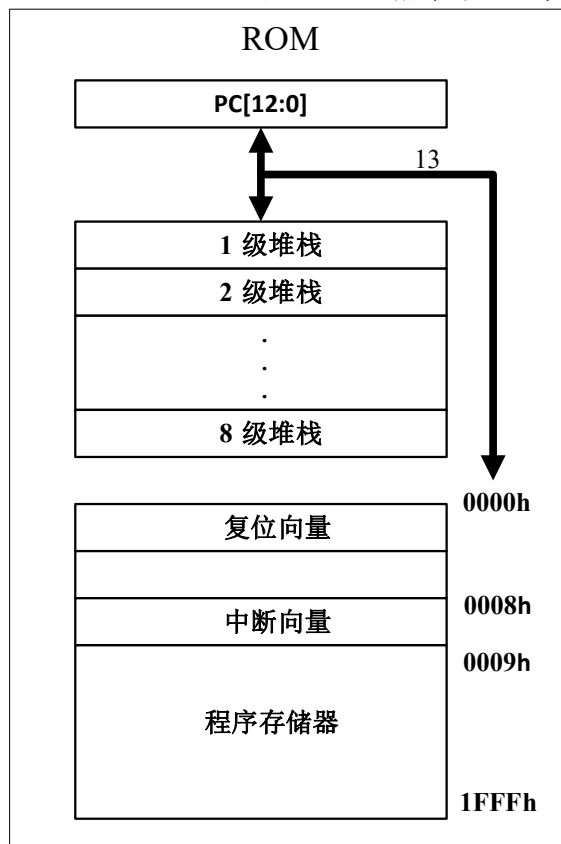 ROM
PC[12:0]
13
1 级堆栈
2 级堆栈
.
.
.
8 级堆栈
0000h
复位向量
0008h
中断向量
0009h
程序存储器
1FFFh